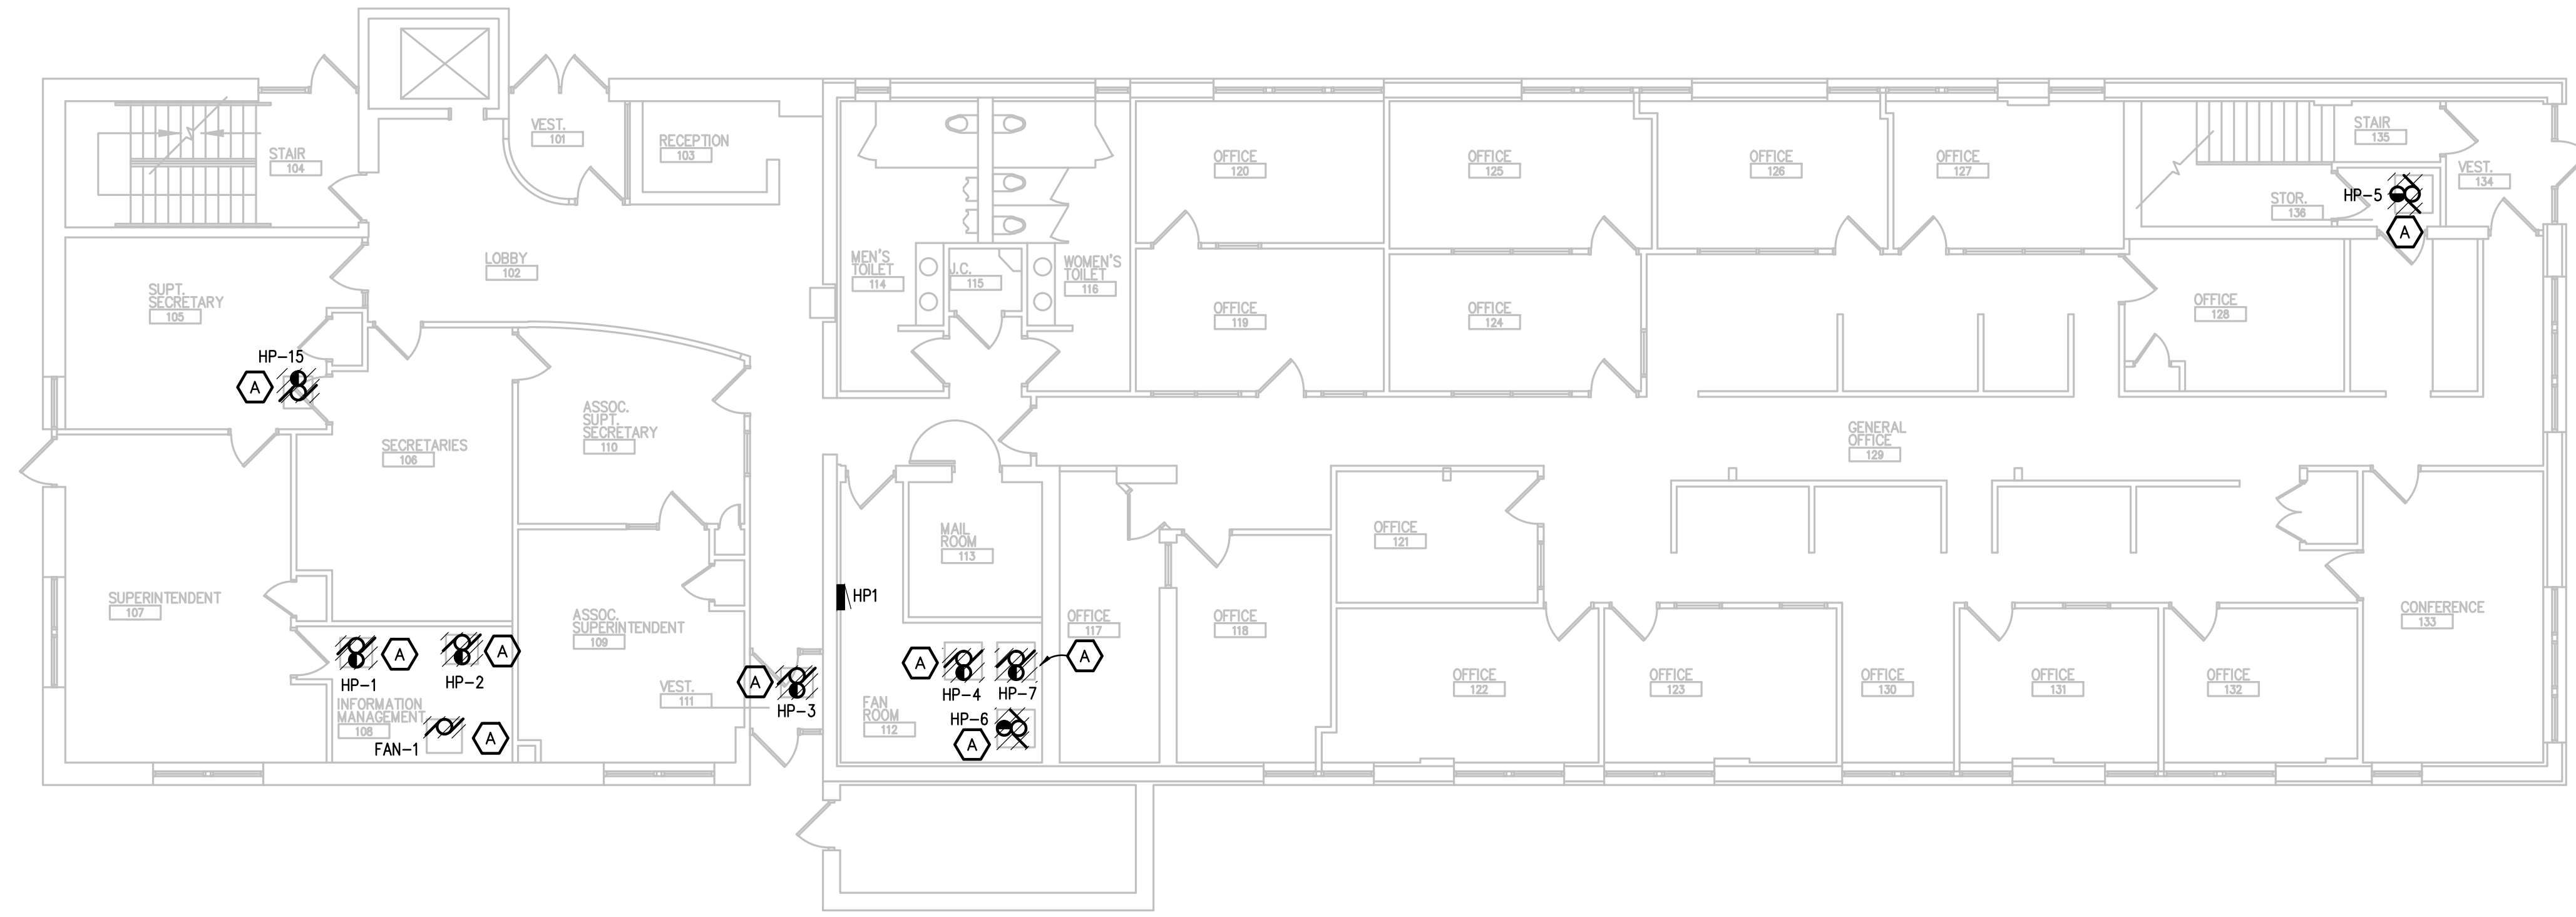 STAIR
104
VEST.
101
RECEPTION
103
LOBBY
102
SUPT.
SECRETARY
105
HP-15
A
SECRETARIES
106
ASSOC.
SUPT.
SECRETARY
110
SUPERINTENDENT
107
ASSOC.
SUPERINTENDENT
109
HP-1
A
HP-2
A
INFORMATION
MANAGEMENT
108
FAN-1
A
VEST.
111
A
HP-3
MEN'S
TOILET
114
J.C.
115
WOMEN'S
TOILET
116
OFFICE
120
OFFICE
119
OFFICE
125
OFFICE
124
OFFICE
126
OFFICE
127
STAIR
135
VEST.
134
STOR.
136
HP-5
A
OFFICE
128
GENERAL
OFFICE
129
MAIL
ROOM
113
HP1
FAN
ROOM
112
A
HP-4
HP-7
A
HP-6
A
OFFICE
117
OFFICE
118
OFFICE
121
OFFICE
122
OFFICE
123
OFFICE
130
OFFICE
131
OFFICE
132
CONFERENCE
133